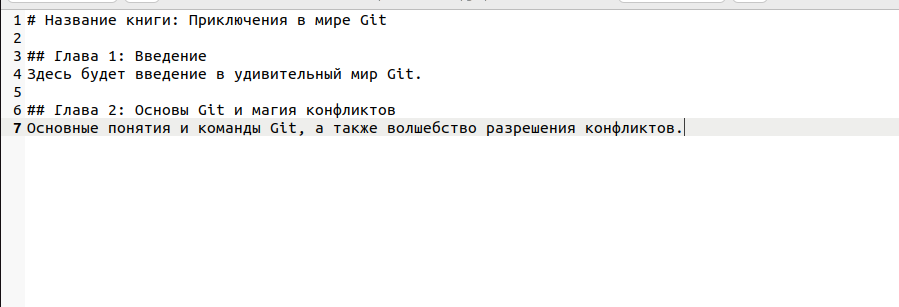 1 # Название книги: Приключения в мире Git
2
3 ## Глава 1: Введение
4 Здесь будет введение в удивительный мир Git.
5
6 ## Глава 2: Основы Git и магия конфликтов
7 Основные понятия и команды Git, а также волшебство разрешения конфликтов.